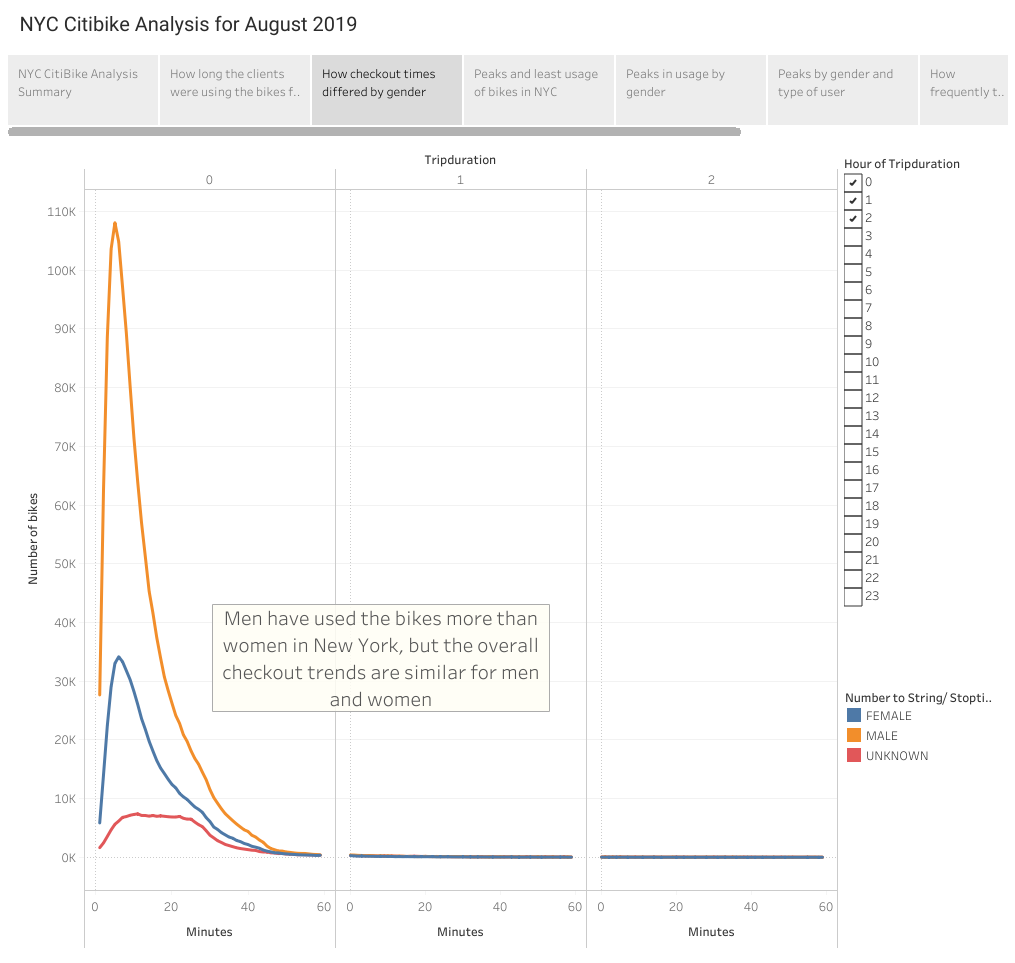 NYC Citibike Analysis for August 2019
NYC CitiBike Analysis
Summary
How long the clients
were using the bikes f..
How checkout times
differed by gender
Peaks and least usage
of bikes in NYC
Peaks in usage by
gender
Peaks by gender and
type of user
How
frequently t..
Tripduration
0
1
2
110K
100K
90K
80K
70K
60K
50K
40K
30K
20K
10K
0K
Number of bikes
Men have used the bikes more than
women in New York, but the overall
checkout trends are similar for men
and women
0 20 40 60
0 20 40 60
0 20 40 60
Minutes
Minutes
Minutes
Hour of Tripduration
0
1
2
3
4
5
6
7
8
9
10
11
12
13
14
15
16
17
18
19
20
21
22
23
Number to String/ Stopti..
FEMALE
MALE
UNKNOWN